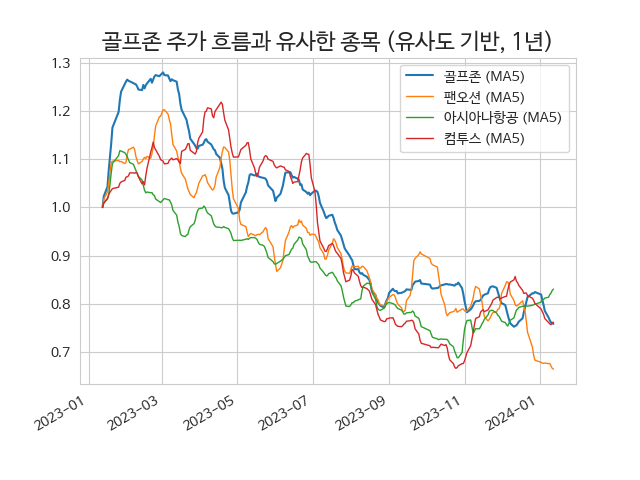 골프존 주가 흐름과 유사한 종목 (유사도 기반, 1년)
골프존 (MA5)
팬오션 (MA5)
아시아나항공 (MA5)
컴투스 (MA5)
1.3
1.2
1.1
1.0
0.9
0.8
0.7
2023-01
2023-03
2023-05
2023-07
2023-09
2023-11
2024-01